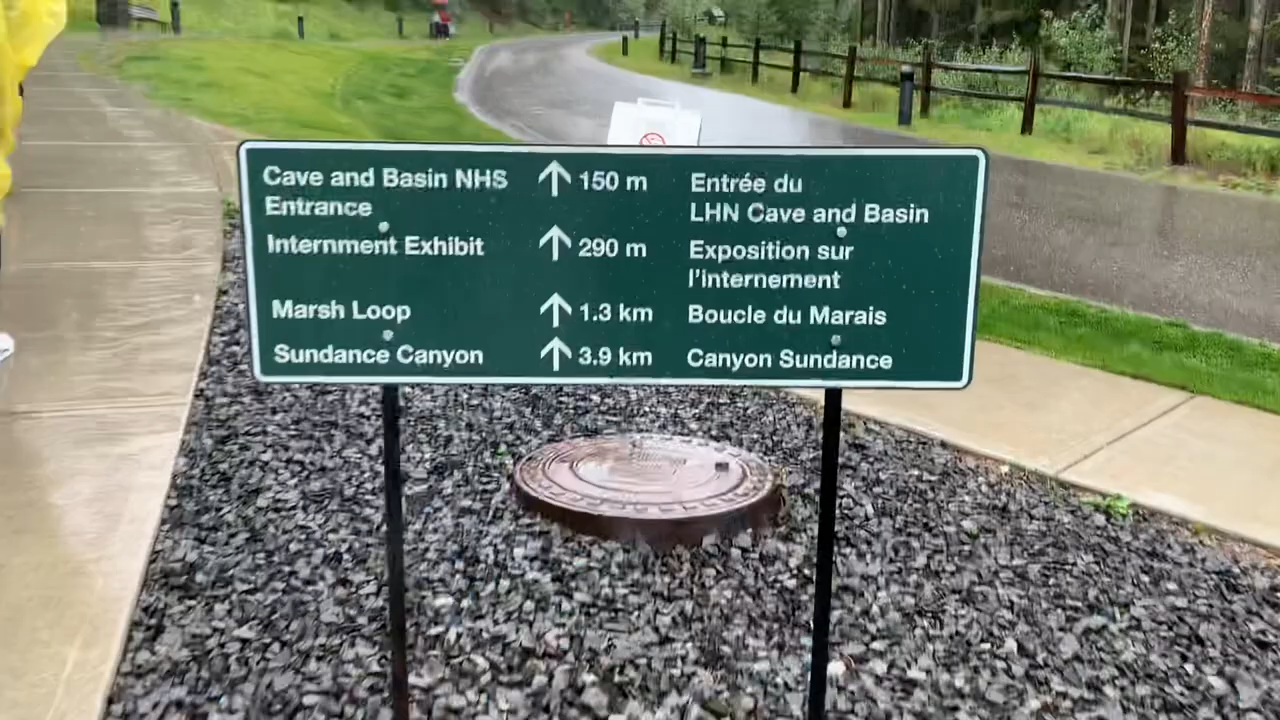 Cave and Basin NHS ↑ 150 m Entrée du
Entrance LHN Cave and Basin
Internment Exhibit ↑ 290 m Exposition sur
l'internement
Marsh Loop ↑ 1.3 km Boucle du Marais
Sundance Canyon ↑ 3.9 km Canyon Sundance